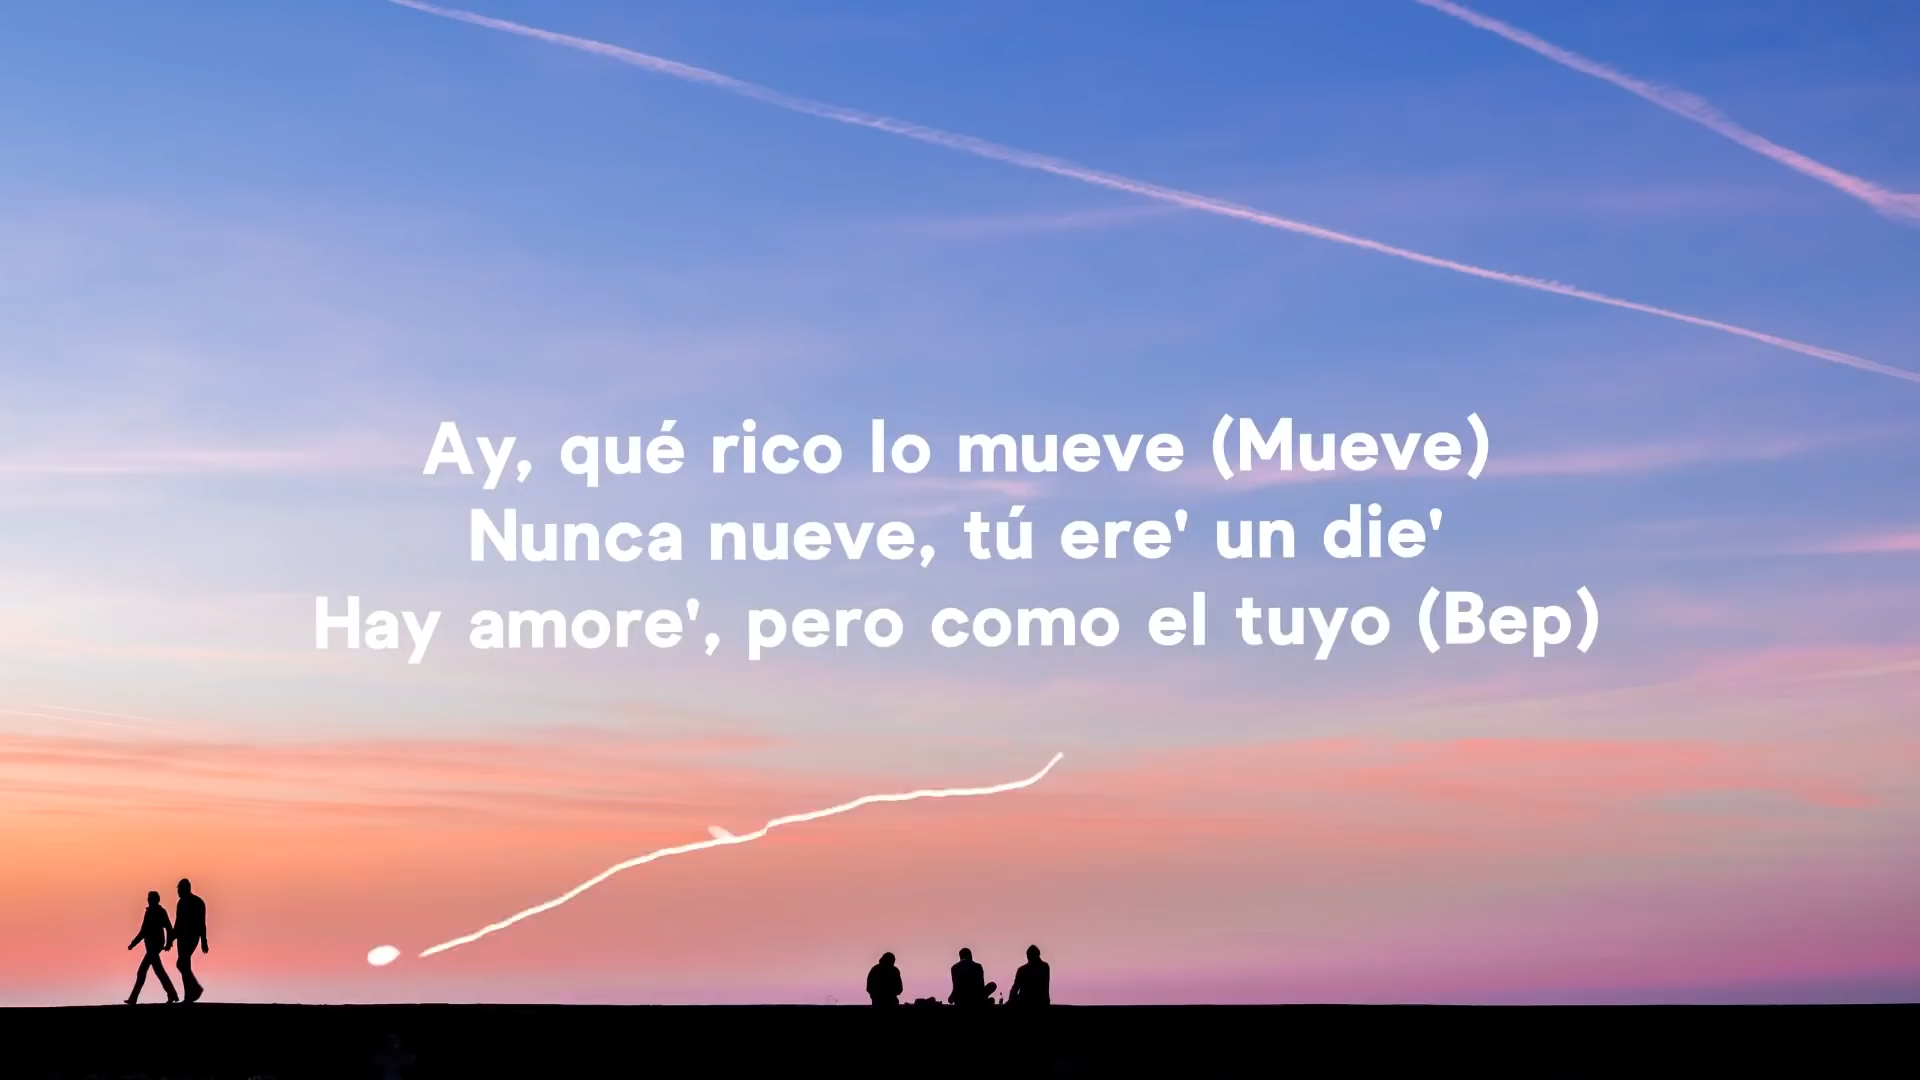 Ay, qué rico lo mueve (Mueve)
Nunca nueve, tú ere' un die'
Hay amore', pero como el tuyo (Bep)